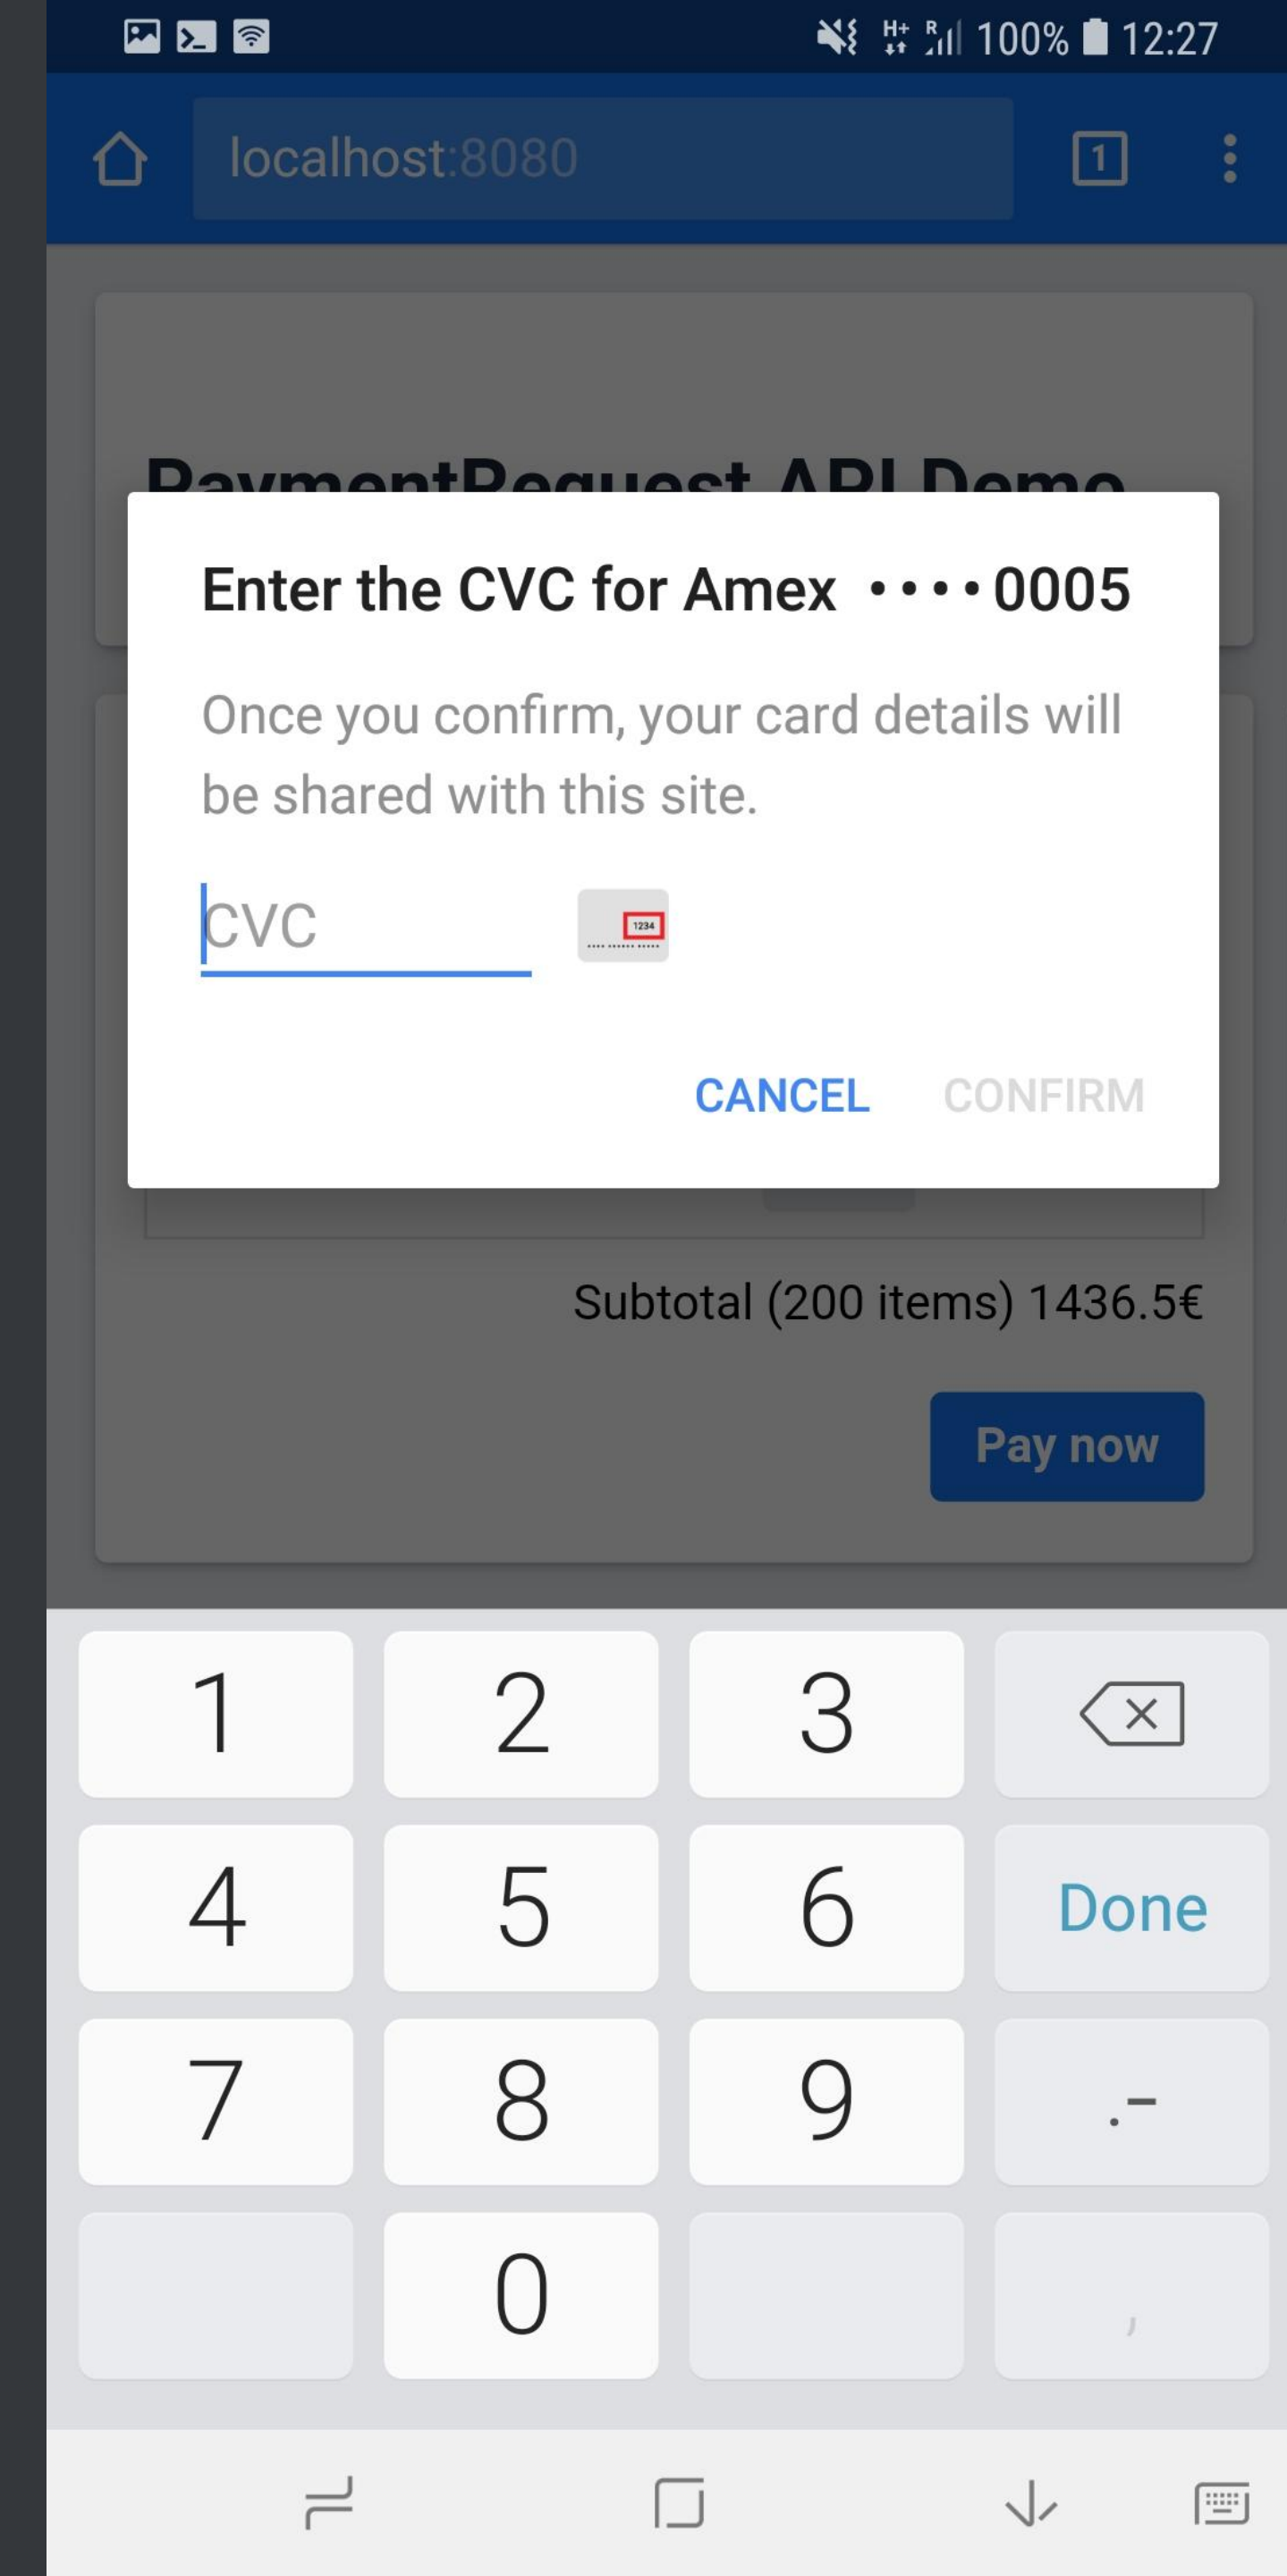 H+ R 100% 12:27
localhost:8080
1
PaymentRequest API Demo
Enter the CVC for Amex ••••0005
Once you confirm, your card details will
be shared with this site.
CVC
1234
CANCEL CONFIRM
Subtotal (200 items) 1436.5€
Pay now
1 2 3
4 5 6 Done
7 8 9 .-
0 ,